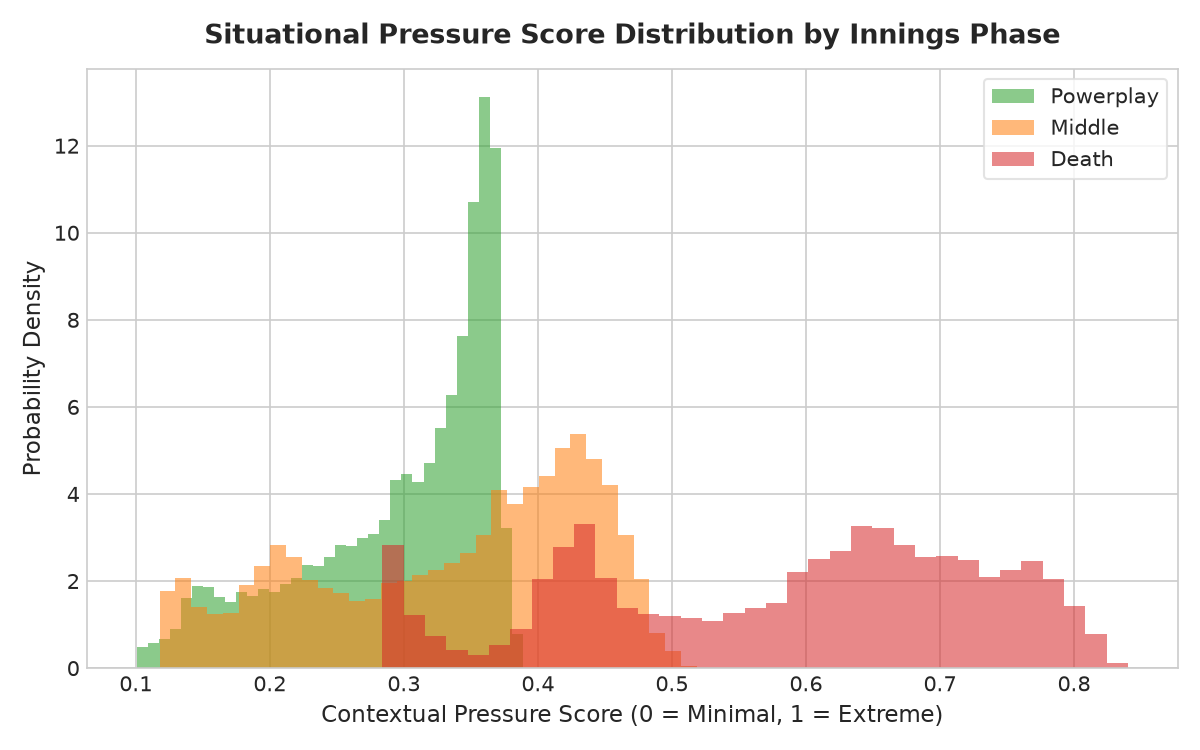 Situational Pressure Score Distribution by Innings Phase
Powerplay
Middle
Death
Probability Density
12
10
8
6
4
2
0
0.1 0.2 0.3 0.4 0.5 0.6 0.7 0.8
Contextual Pressure Score (0 = Minimal, 1 = Extreme)